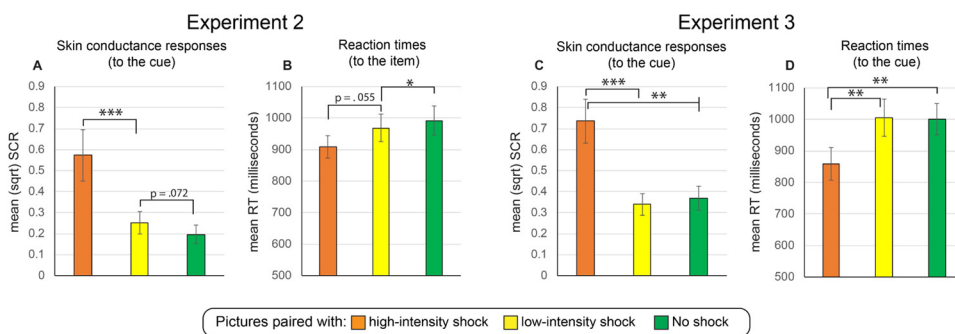 Experiment 2
Experiment 3
Skin conductance responses
(to the cue)
A
***
p = .072
mean (sqrt) SCR
0.9
0.8
0.7
0.6
0.5
0.4
0.3
0.2
0.1
0
Reaction times
(to the item)
B
p = .055
*
mean RT (milliseconds)
1100
1000
900
800
700
600
500
Skin conductance responses
(to the cue)
C
***
**
mean (sqrt) SCR
0.9
0.8
0.7
0.6
0.5
0.4
0.3
0.2
0.1
0
Reaction times
(to the cue)
D
**
**
mean RT (milliseconds)
1100
1000
900
800
700
600
500
Pictures paired with: high-intensity shock low-intensity shock No shock